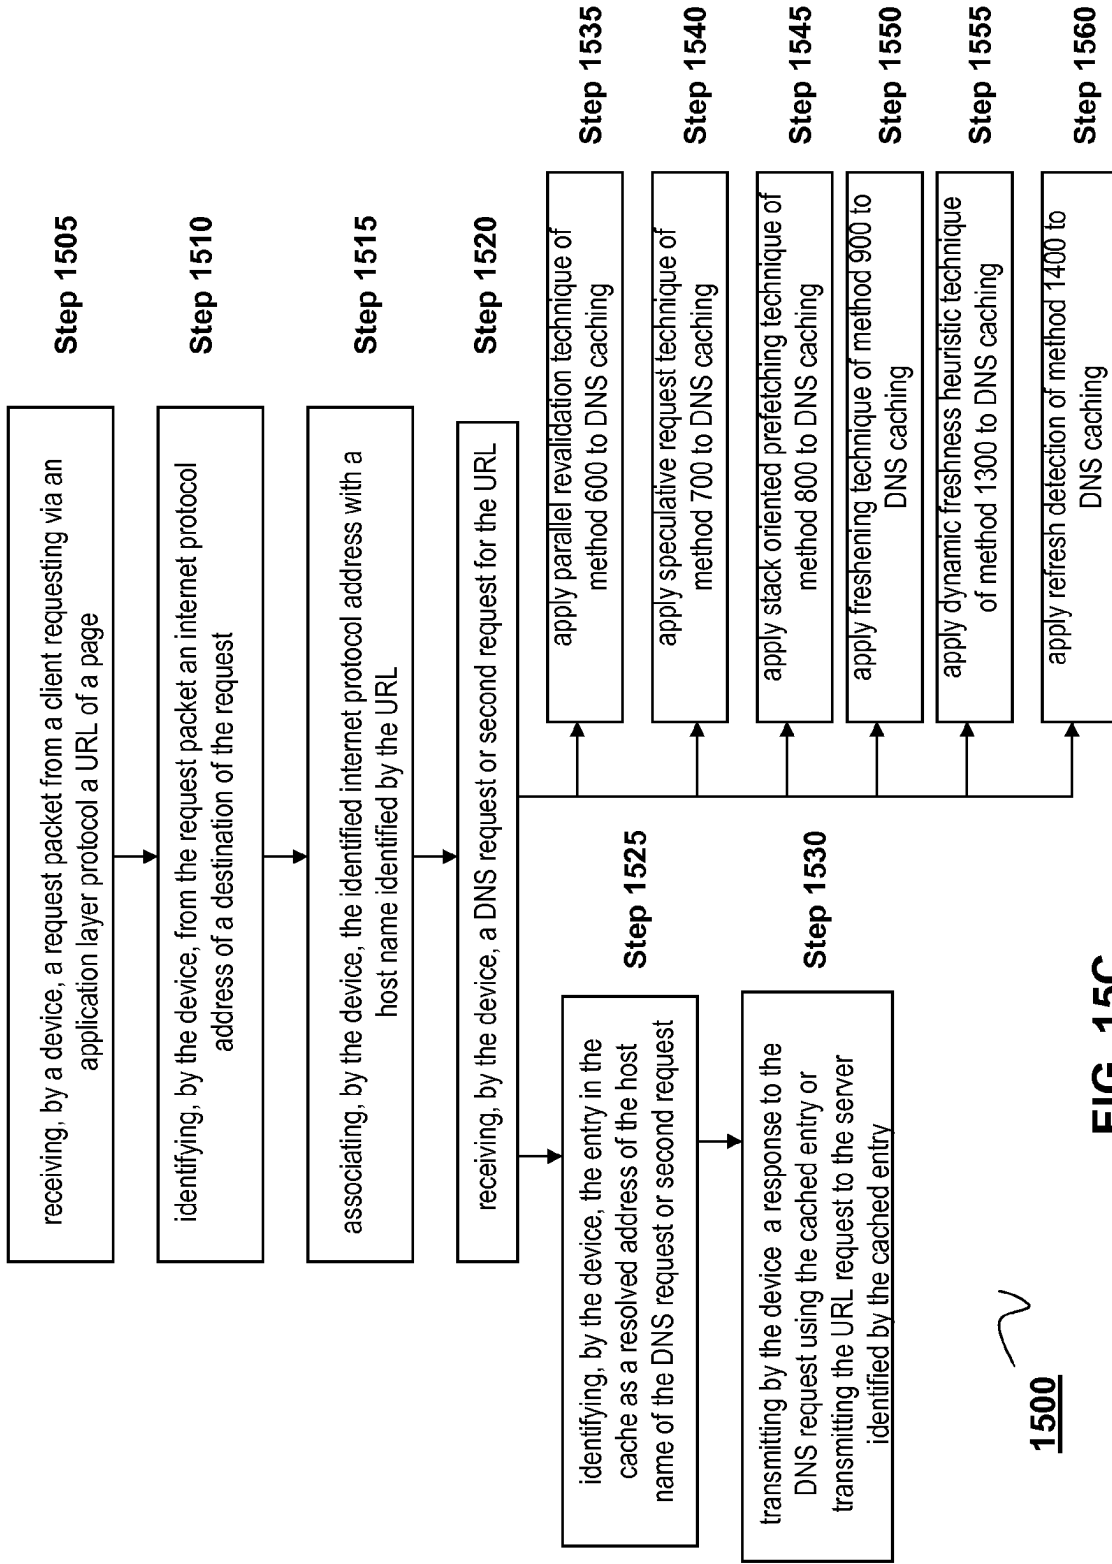 receiving, by a device, a request packet from a client requesting via an
application layer protocol a URL of a page
Step 1505
identifying, by the device, from the request packet an internet protocol
address of a destination of the request
Step 1510
associating, by the device, the identified internet protocol address with a
host name identified by the URL
Step 1515
receiving, by the device, a DNS request or second request for the URL
Step 1520
identifying, by the device, the entry in the
cache as a resolved address of the host
name of the DNS request or second request
Step 1525
transmitting by the device a response to the
DNS request using the cached entry or
transmitting the URL request to the server
identified by the cached entry
Step 1530
apply parallel revalidation technique of
method 600 to DNS caching
Step 1535
apply speculative request technique of
method 700 to DNS caching
Step 1540
apply stack oriented prefetching technique of
method 800 to DNS caching
Step 1545
apply freshening technique of method 900 to
DNS caching
Step 1550
apply dynamic freshness heuristic technique
of method 1300 to DNS caching
Step 1555
apply refresh detection of method 1400 to
DNS caching
Step 1560
1500
FIG. 15C